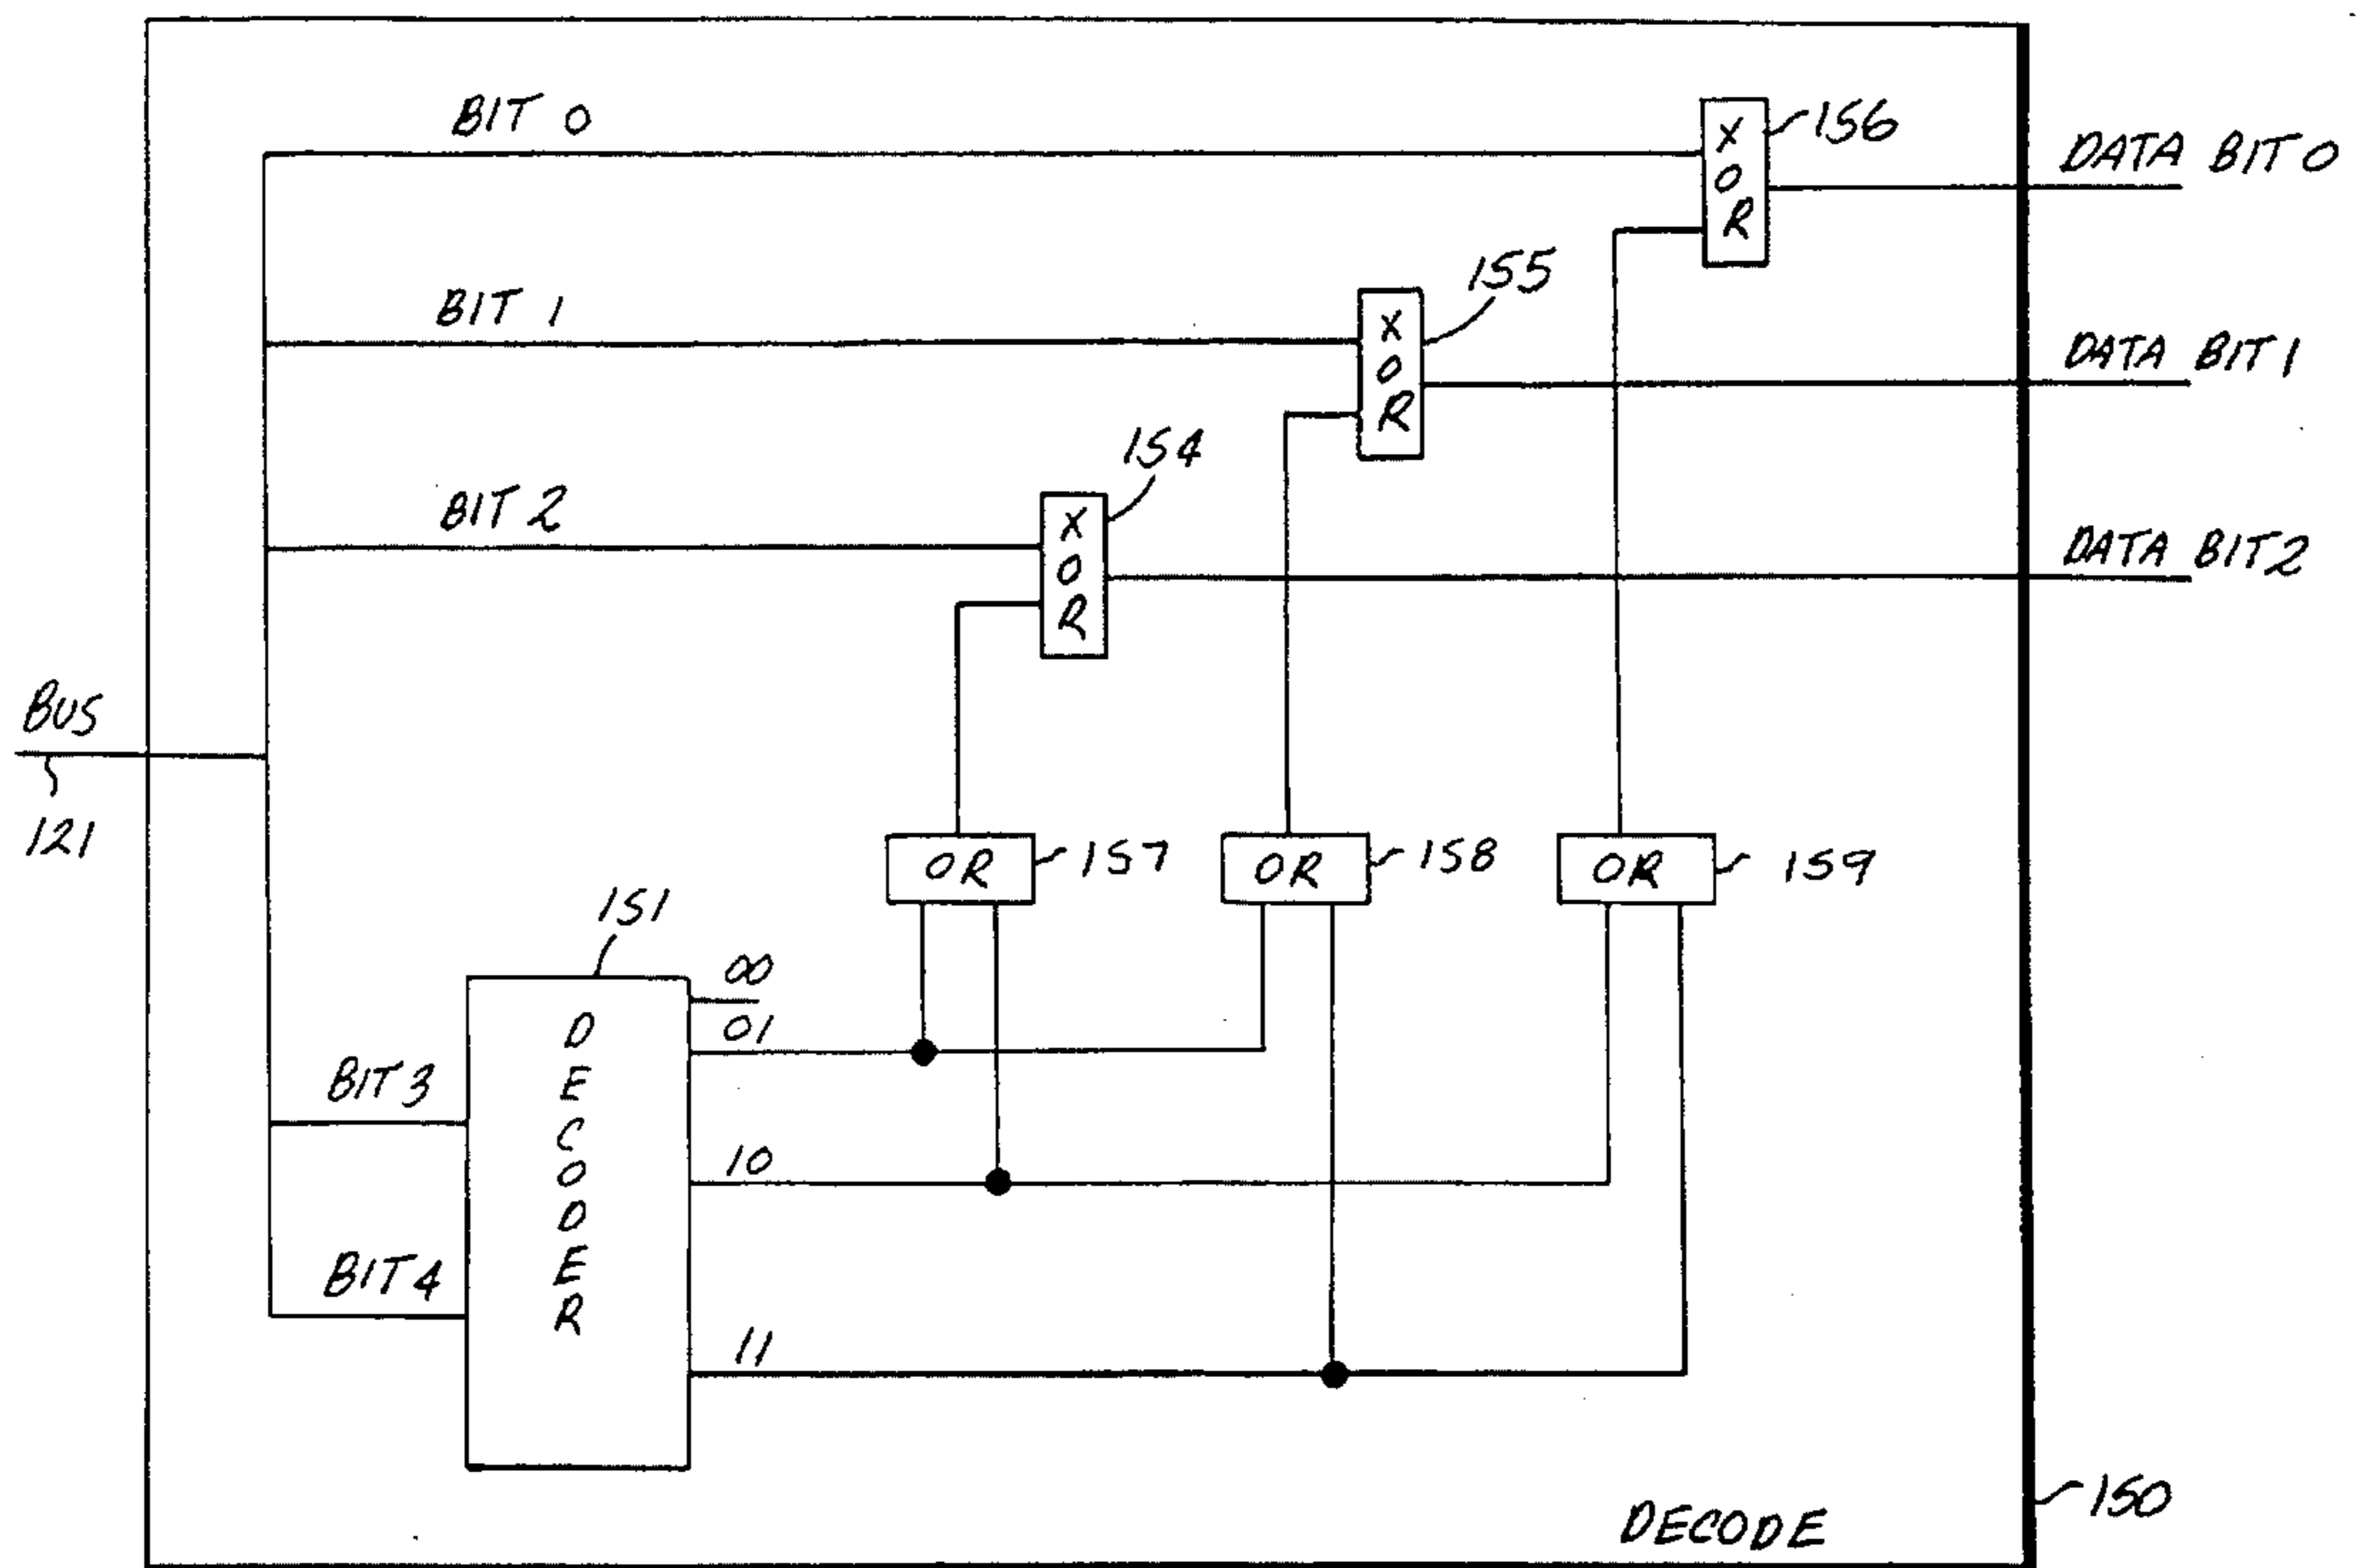 BIT 0
XOR
156
DATA BIT 0
BIT 1
XOR
155
DATA BIT 1
BIT 2
XOR
154
DATA BIT 2
BUS
121
OR
157
OR
158
OR
159
151
DECODER
00
01
BIT 3
10
BIT 4
11
DECODE
150